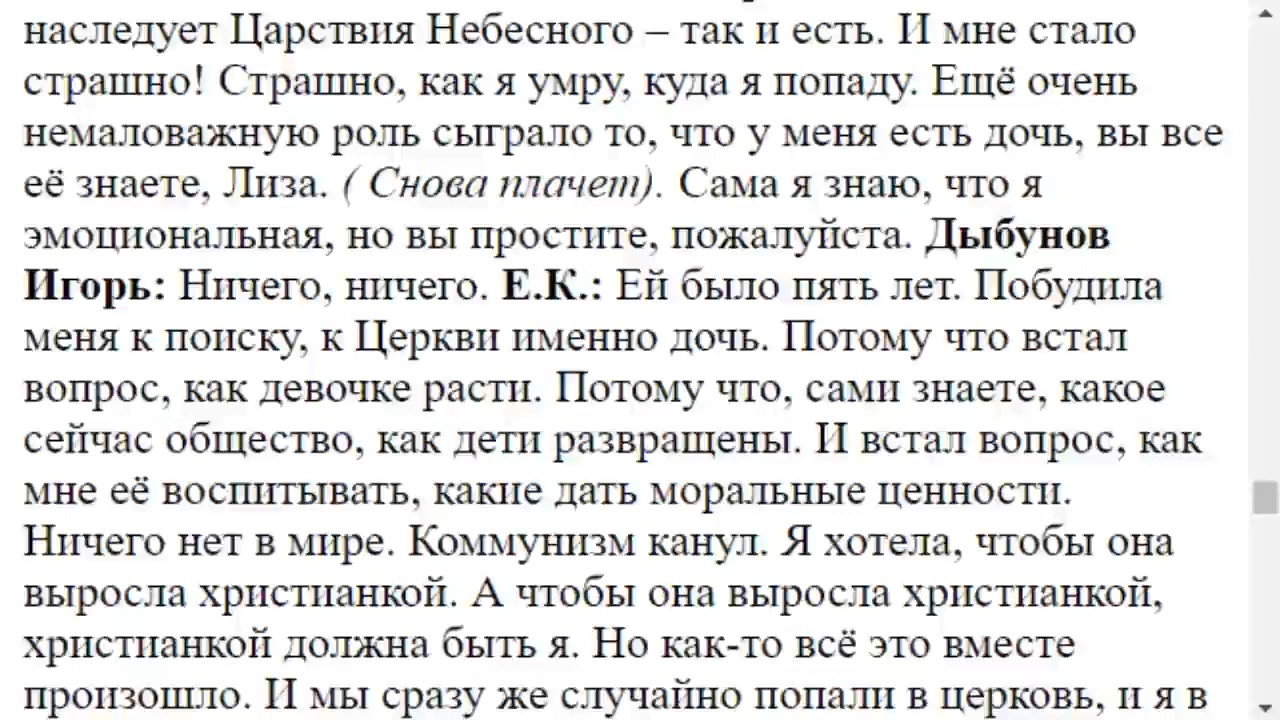 наследует Царствия Небесного – так и есть. И мне стало
страшно! Страшно, как я умру, куда я попаду. Ещё очень
немаловажную роль сыграло то, что у меня есть дочь, вы все
её знаете, Лиза. ( Снова плачет). Сама я знаю, что я
эмоциональная, но вы простите, пожалуйста. Дыбунов
Игорь: Ничего, ничего. Е.К.: Ей было пять лет. Побудила
меня к поиску, к Церкви именно дочь. Потому что встал
вопрос, как девочке расти. Потому что, сами знаете, какое
сейчас общество, как дети развращены. И встал вопрос, как
мне её воспитывать, какие дать моральные ценности.
Ничего нет в мире. Коммунизм канул. Я хотела, чтобы она
выросла христианкой. А чтобы она выросла христианкой,
христианкой должна быть я. Но как-то всё это вместе
произошло. И мы сразу же случайно попали в церковь, и я в